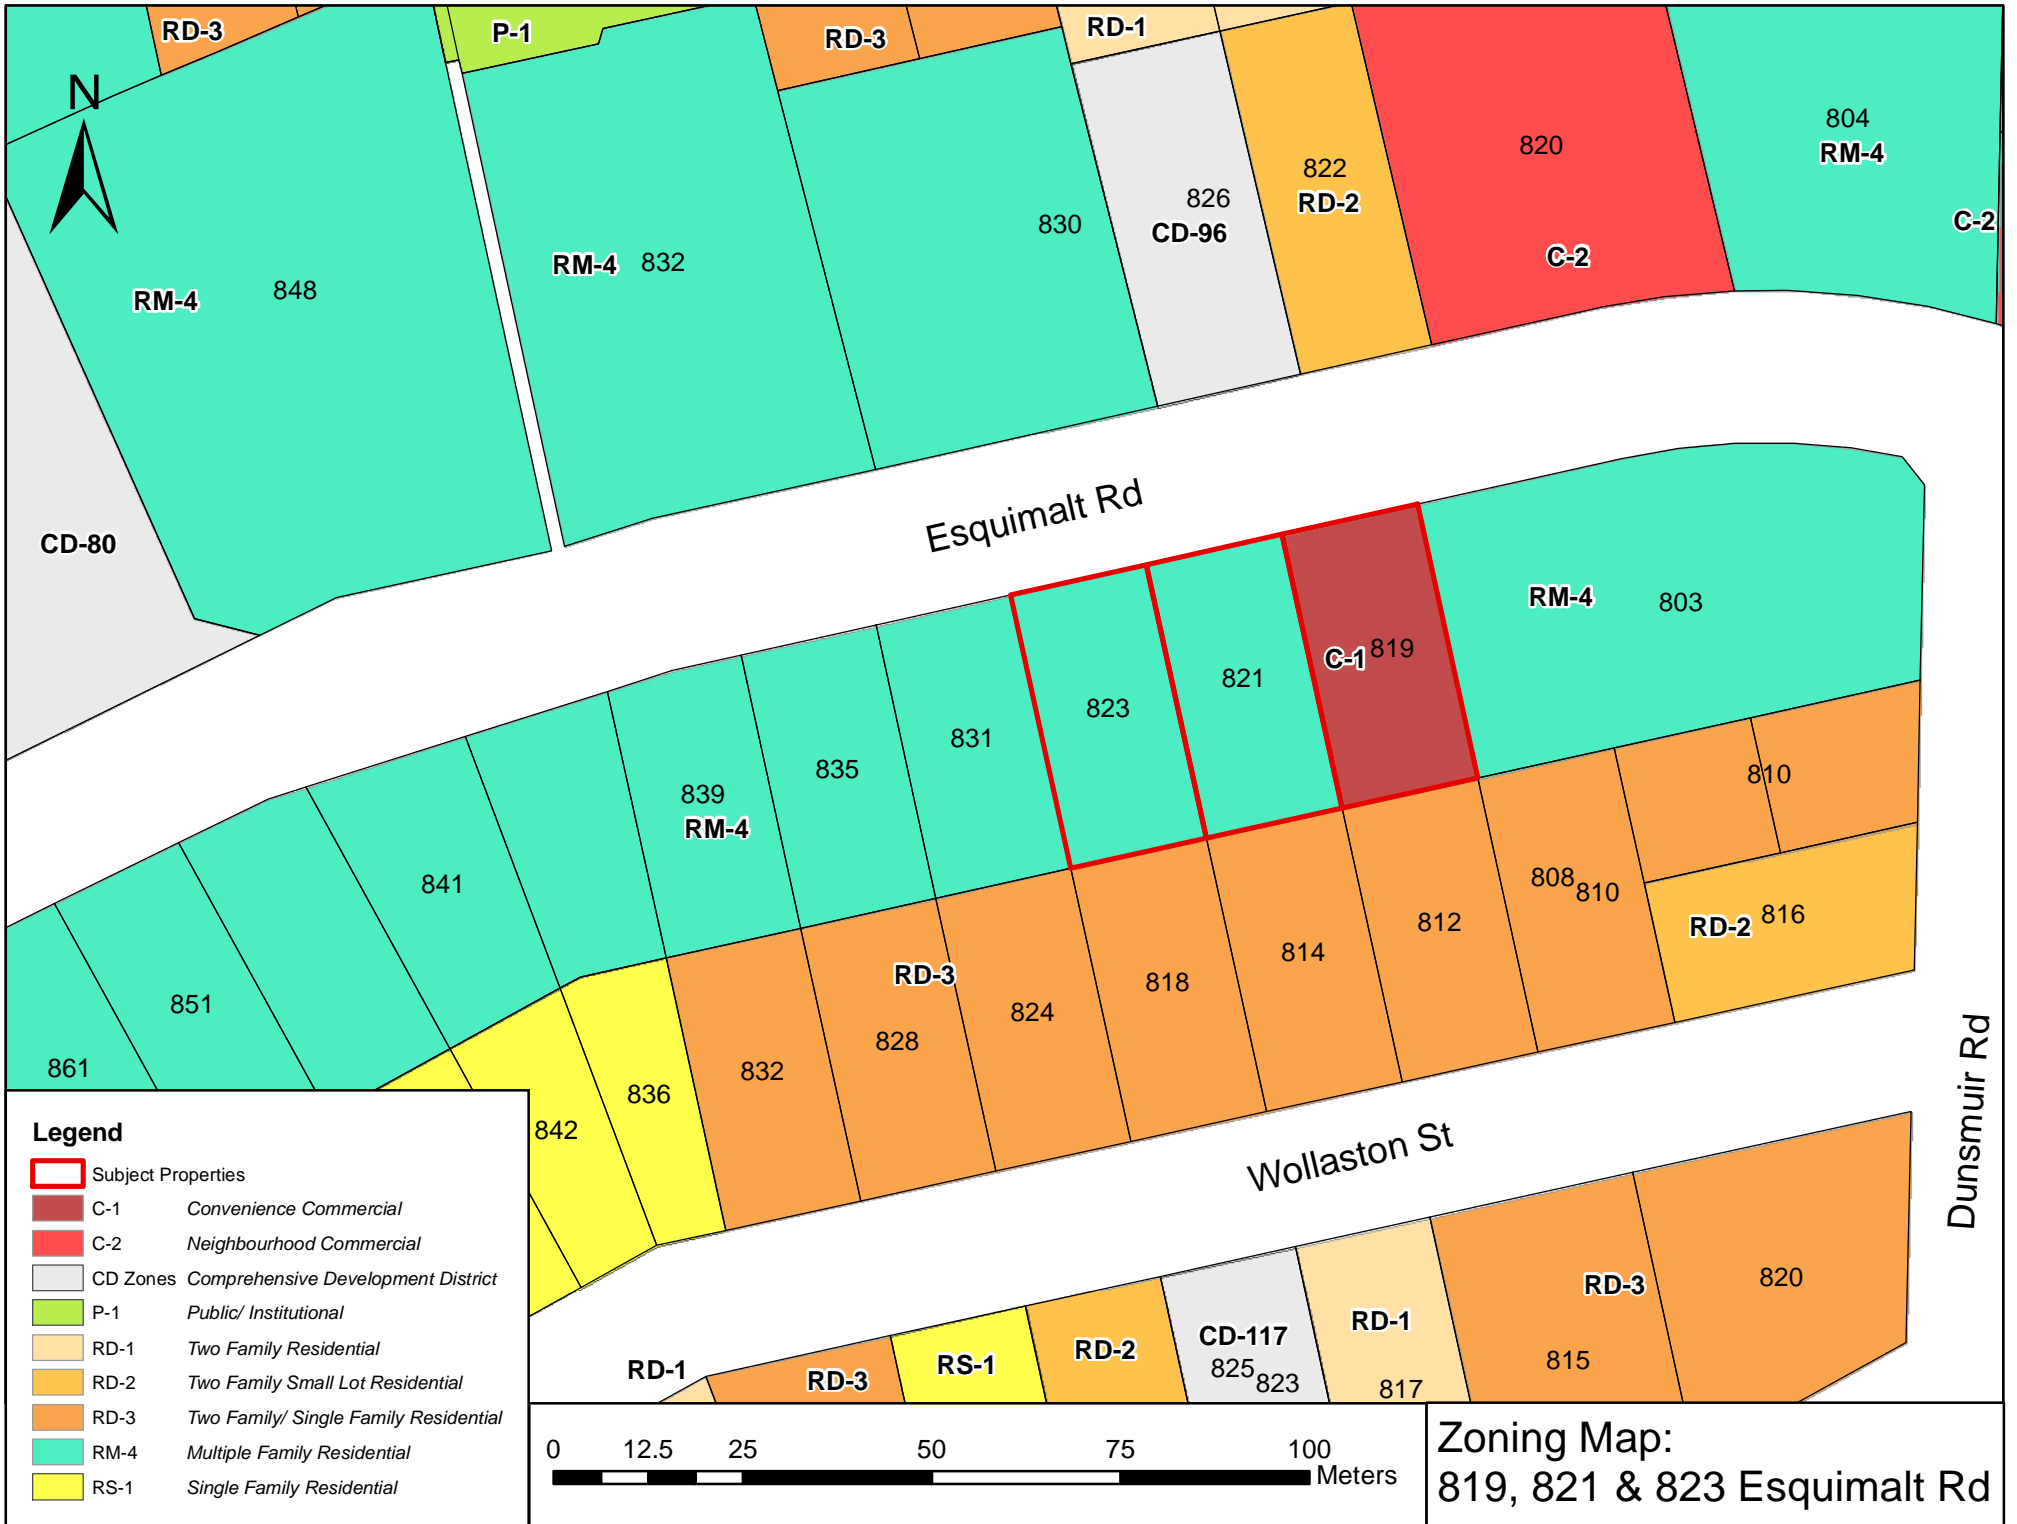 RD-3
P-1
RD-3
RD-1
N
804
RM-4
820
822
RD-2
826
CD-96
C-2
830
C-2
RM-4 832
RM-4 848
Esquimalt Rd
CD-80
RM-4 803
C-1 819
821
823
831
835
839
RM-4
841
810
808 810
RD-2 816
812
814
818
RD-3
824
828
832
836
842
851
861
Dunsmuir Rd
Wollaston St
820
RD-3
815
RD-1
817
CD-117
825 823
RD-2
RS-1
RD-3
RD-1
Legend
Subject Properties
C-1 Convenience Commercial
C-2 Neighbourhood Commercial
CD Zones Comprehensive Development District
P-1 Public/ Institutional
RD-1 Two Family Residential
RD-2 Two Family Small Lot Residential
RD-3 Two Family/ Single Family Residential
RM-4 Multiple Family Residential
RS-1 Single Family Residential
0 12.5 25 50 75 100
Meters
Zoning Map:
819, 821 & 823 Esquimalt Rd